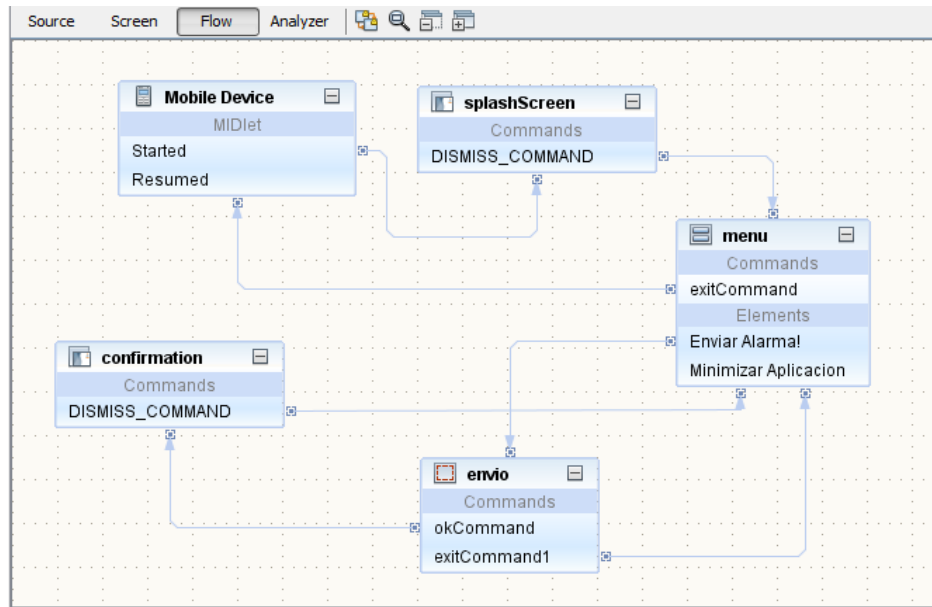 Source Screen Flow Analyzer
Mobile Device
MIDlet
Started
Resumed
splashScreen
Commands
DISMISS_COMMAND
menu
Commands
exitCommand
Elements
Enviar Alarma!
Minimizar Aplicacion
confirmation
Commands
DISMISS_COMMAND
envio
Commands
okCommand
exitCommand1